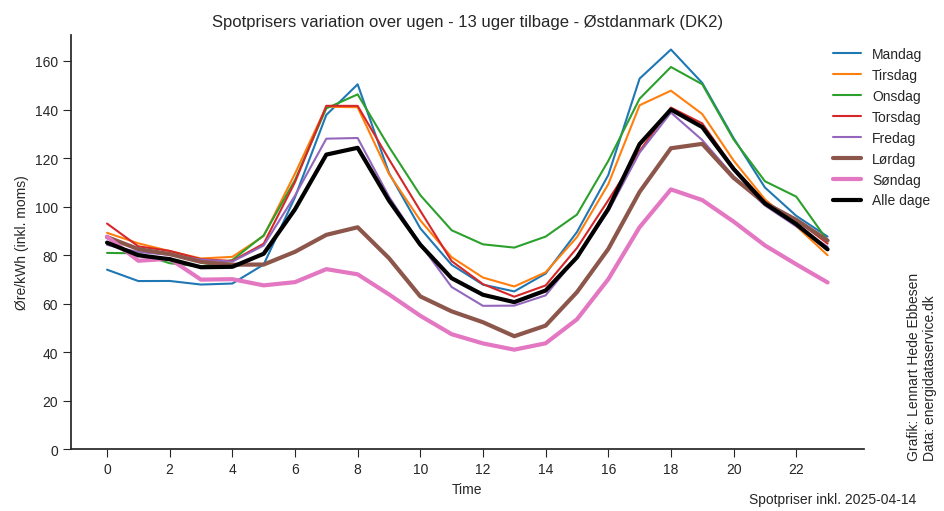 Spotprisers variation over ugen - 13 uger tilbage - Østdanmark (DK2)
Øre/kWh (inkl. moms)
160
140
120
100
80
60
40
20
0
0 2 4 6 8 10 12 14 16 18 20 22
Time
Mandag
Tirsdag
Onsdag
Torsdag
Fredag
Lørdag
Søndag
Alle dage
Grafik: Lennart Hede Ebbesen
Data: energidataservice.dk
Spotpriser inkl. 2025-04-14